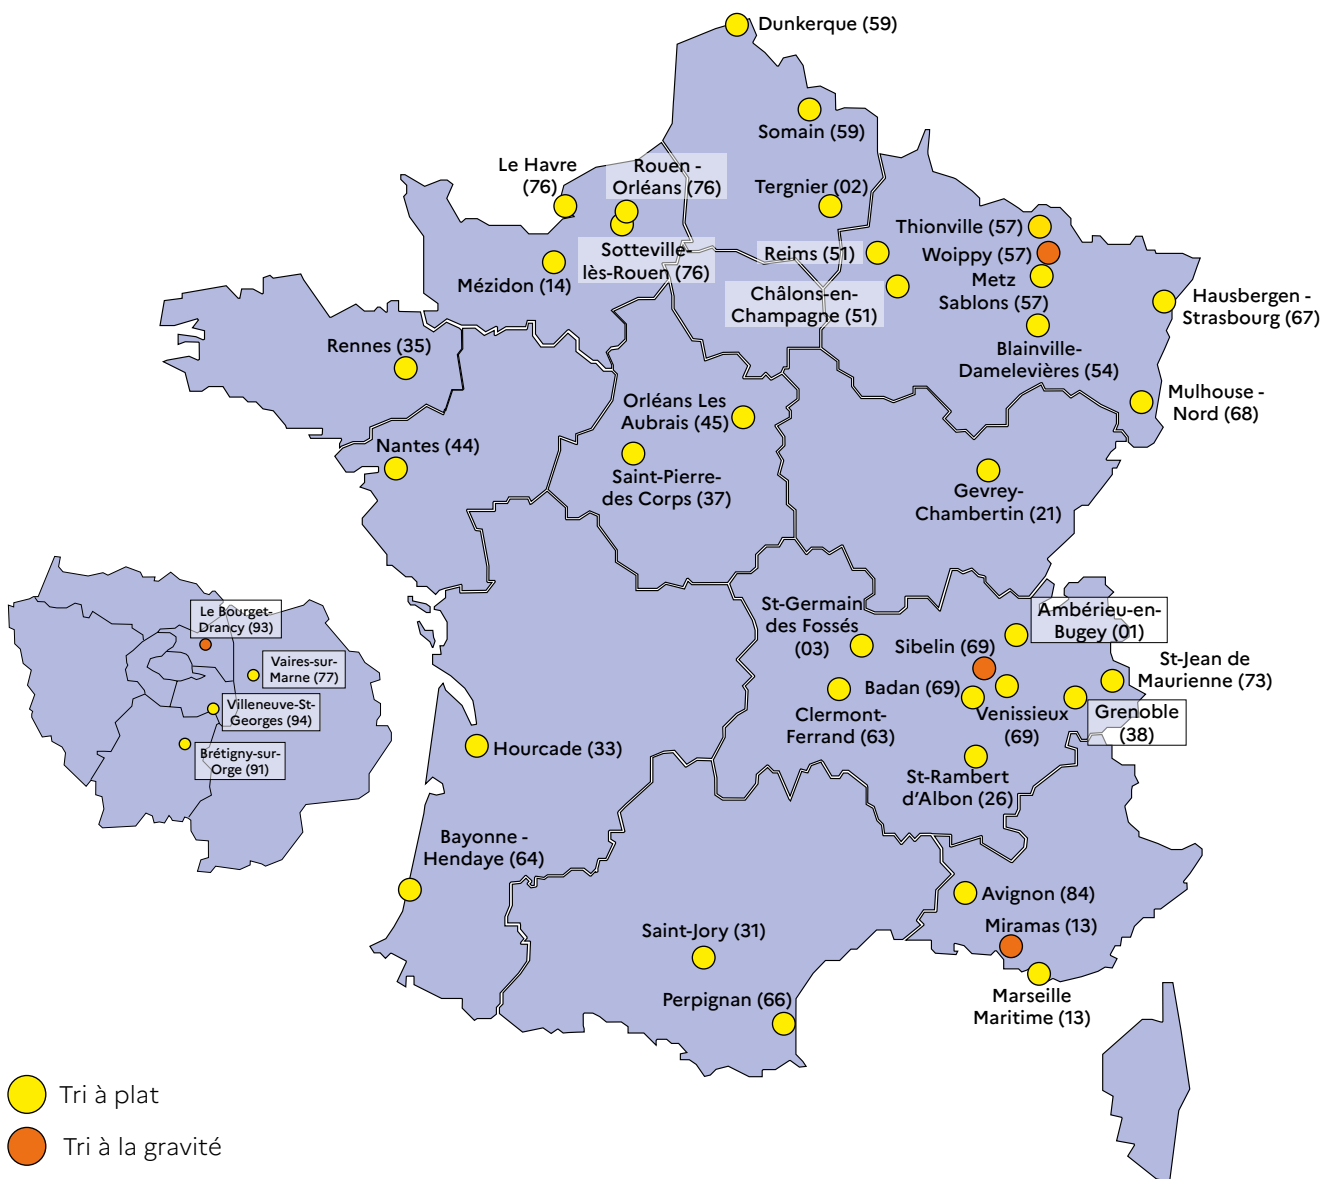 Dunkerque (59)
Somain (59)
Le Havre
(76)
Rouen -
Orléans (76)
Tergnier (02)
Sotteville-
lès-Rouen (76)
Mézidon (14)
Reims (51)
Châlons-en-
Champagne (51)
Thionville (57)
Woippy (57)
Metz
Sablons (57)
Hausbergen -
Strasbourg (67)
Blainville-
Damelevières (54)
Mulhouse -
Nord (68)
Rennes (35)
Nantes (44)
Orléans Les
Aubrais (45)
Saint-Pierre-
des Corps (37)
Gevrey-
Chambertin (21)
Le Bourget-
Drancy (93)
Vaires-sur-
Marne (77)
Villeneuve-St-
Georges (94)
Brétigny-sur-
Orge (91)
St-Germain
des Fossés
(03)
Ambérieu-en-
Bugey (01)
Sibelin (69)
St-Jean de
Maurienne (73)
Badan (69)
Clermont-
Ferrand (63)
Venissieux
(69)
Grenoble
(38)
St-Rambert
d'Albon (26)
Hourcade (33)
Bayonne -
Hendaye (64)
Avignon (84)
Miramas (13)
Marseille
Maritime (13)
Saint-Jory (31)
Perpignan (66)
Tri à plat
Tri à la gravité